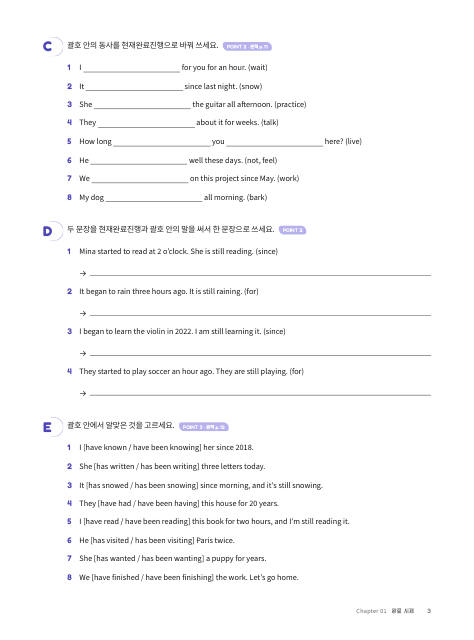 C 괄호 안의 동사를 현재완료진행으로 바꿔 쓰세요.
1 I ____________ for you for an hour. (wait)
2 It ____________ since last night. (snow)
3 She ____________ the guitar all afternoon. (practice)
4 They ____________ about it for weeks. (talk)
5 How long ____________ you ____________ here? (live)
6 He ____________ well these days. (not, feel)
7 We ____________ on this project since May. (work)
8 My dog ____________ all morning. (bark)
D 두 문장을 현재완료진행과 괄호 안의 말을 써서 한 문장으로 쓰세요. POINT 3
1 Mina started to read at 2 o'clock. She is still reading. (since)
→ ____________
2 It began to rain three hours ago. It is still raining. (for)
→ ____________
3 I began to learn the violin in 2022. I am still learning it. (since)
→ ____________
4 They started to play soccer an hour ago. They are still playing. (for)
→ ____________
E 괄호 안에서 알맞은 것을 고르세요.
1 I [have known / have been knowing] her since 2018.
2 She [has written / has been writing] three letters today.
3 It [has snowed / has been snowing] since morning, and it's still snowing.
4 They [have had / have been having] this house for 20 years.
5 I [have read / have been reading] this book for two hours, and I'm still reading it.
6 He [has visited / has been visiting] Paris twice.
7 She [has wanted / has been wanting] a puppy for years.
8 We [have finished / have been finishing] the work. Let's go home.
Chapter 01 완료 시제 3